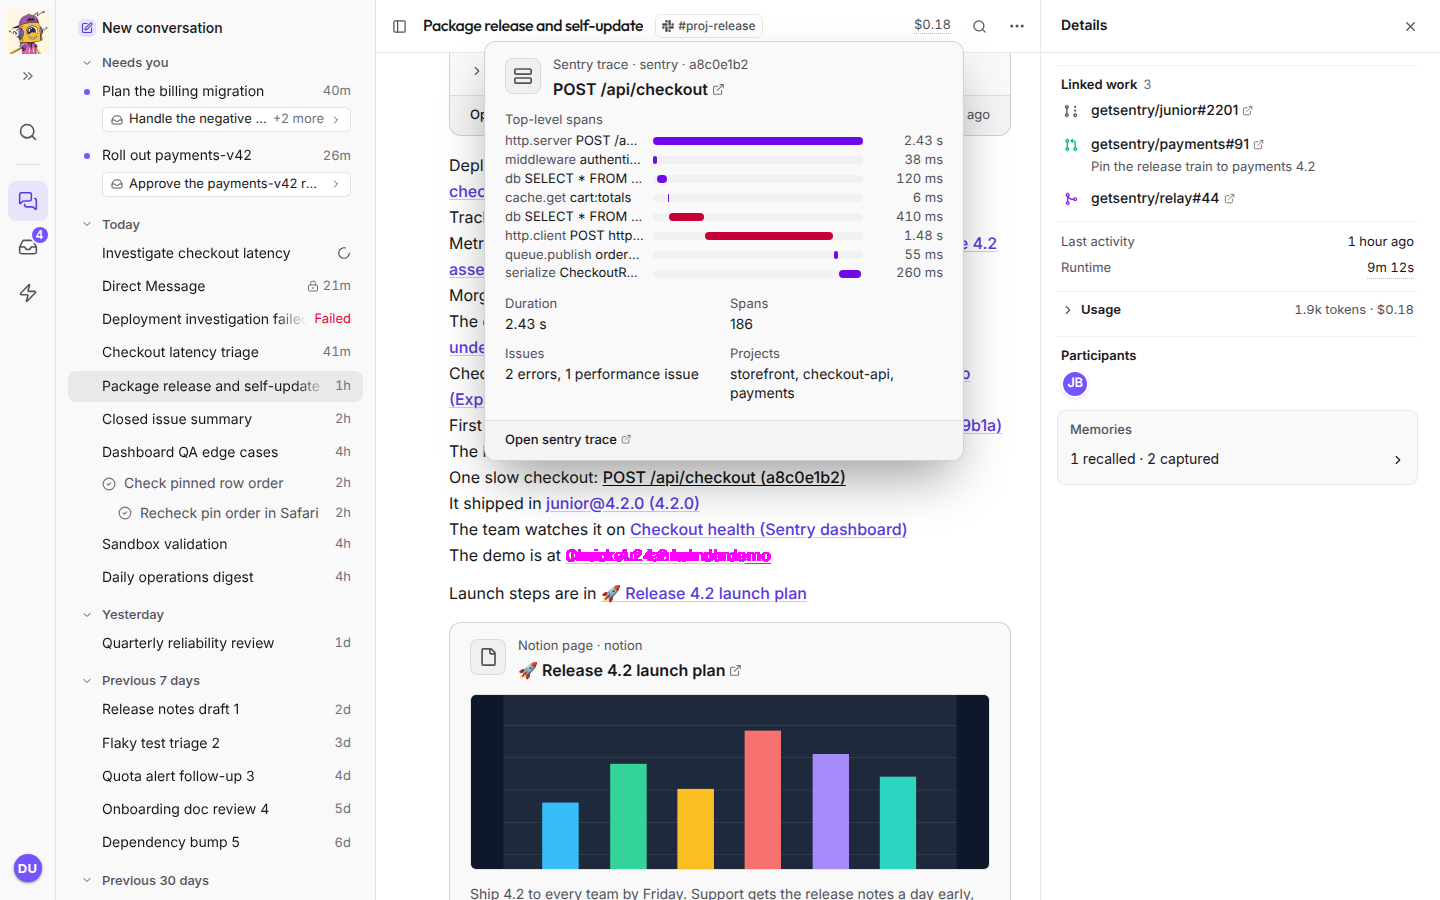 New conversation
Needs you
Plan the billing migration 40m
Handle the negative ... +2 more
Roll out payments-v42 26m
Approve the payments-v42 r...
Today
Investigate checkout latency
Direct Message 21m
Deployment investigation failed Failed
Checkout latency triage 41m
Package release and self-update 1h
Closed issue summary 2h
Dashboard QA edge cases 2h
Check pinned row order 2h
Recheck pin order in Safari 2h
Sandbox validation 4h
Daily operations digest 4h
Yesterday
Quarterly reliability review 1d
Previous 7 days
Release notes draft 1 2d
Flaky test triage 2 3d
Quota alert follow-up 3 4d
Onboarding doc review 4 5d
Dependency bump 5 6d
Previous 30 days
4
DU
Package release and self-update #proj-release $0.18
ago
Sentry trace · sentry · a8c0e1b2
POST /api/checkout
Top-level spans
http.server POST /a... 2.43 s
middleware authenti... 38 ms
db SELECT * FROM ... 120 ms
cache.get cart:totals 6 ms
db SELECT * FROM ... 410 ms
http.client POST http... 1.48 s
queue.publish order... 55 ms
serialize CheckoutR... 260 ms
Duration Spans
2.43 s 186
Issues Projects
2 errors, 1 performance issue storefront, checkout-api,
payments
Open sentry trace
4.2
(Exp
First 9b1a)
One slow checkout: POST /api/checkout (a8c0e1b2)
It shipped in junior@4.2.0 (4.2.0)
The team watches it on Checkout health (Sentry dashboard)
The demo is at
Launch steps are in 🚀 Release 4.2 launch plan
Notion page · notion
🚀 Release 4.2 launch plan
Ship 4.2 to every team by Friday. Support gets the release notes a day early,
Details
Linked work 3
getsentry/junior#2201
getsentry/payments#91
Pin the release train to payments 4.2
getsentry/relay#44
Last activity 1 hour ago
Runtime 9m 12s
Usage 1.9k tokens · $0.18
Participants
JB
Memories
1 recalled · 2 captured